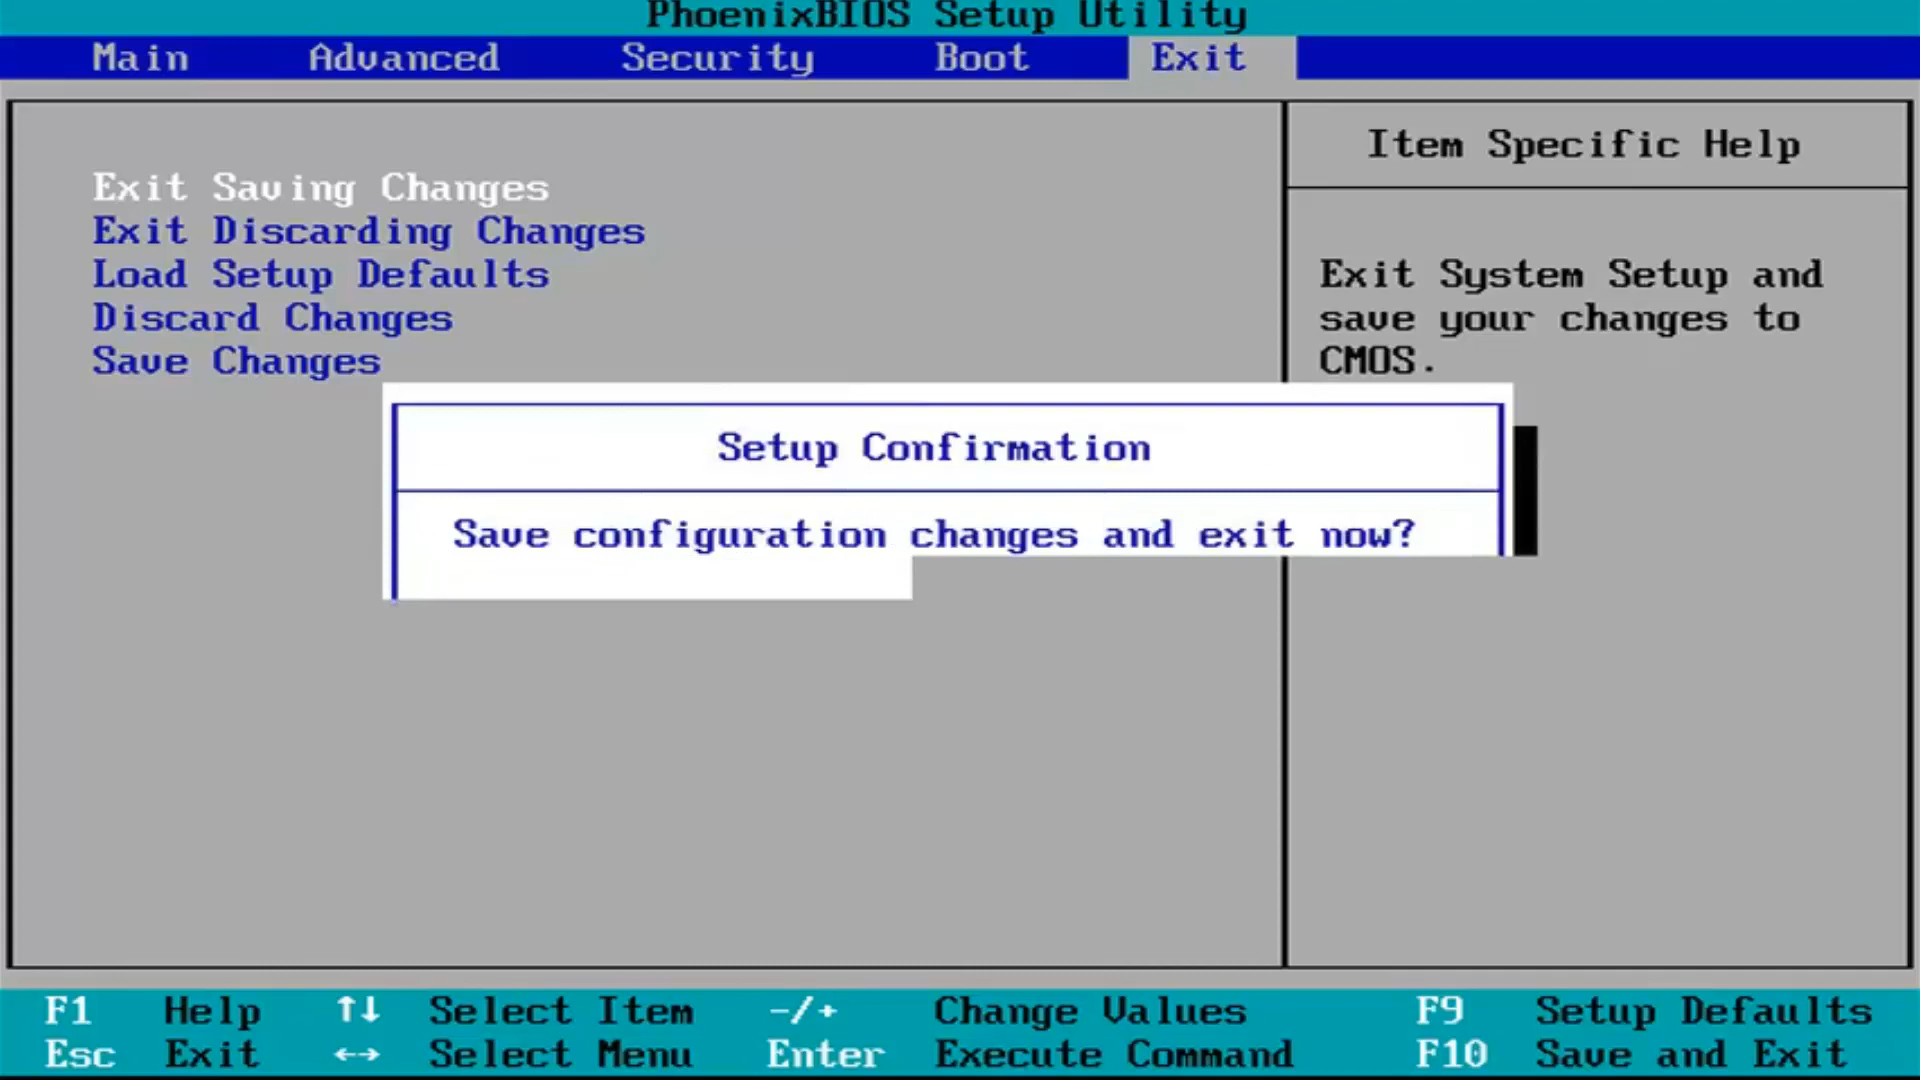 PhoenixBIOS Setup Utility
Main Advanced Security Boot Exit
Item Specific Help
Exit Saving Changes
Exit Discarding Changes
Load Setup Defaults
Discard Changes
Save Changes
Exit System Setup and
save your changes to
CMOS.
Setup Confirmation
Save configuration changes and exit now?
F1 Help ↑↓ Select Item -/+ Change Values F9 Setup Defaults
Esc Exit ↔ Select Menu Enter Execute Command F10 Save and Exit